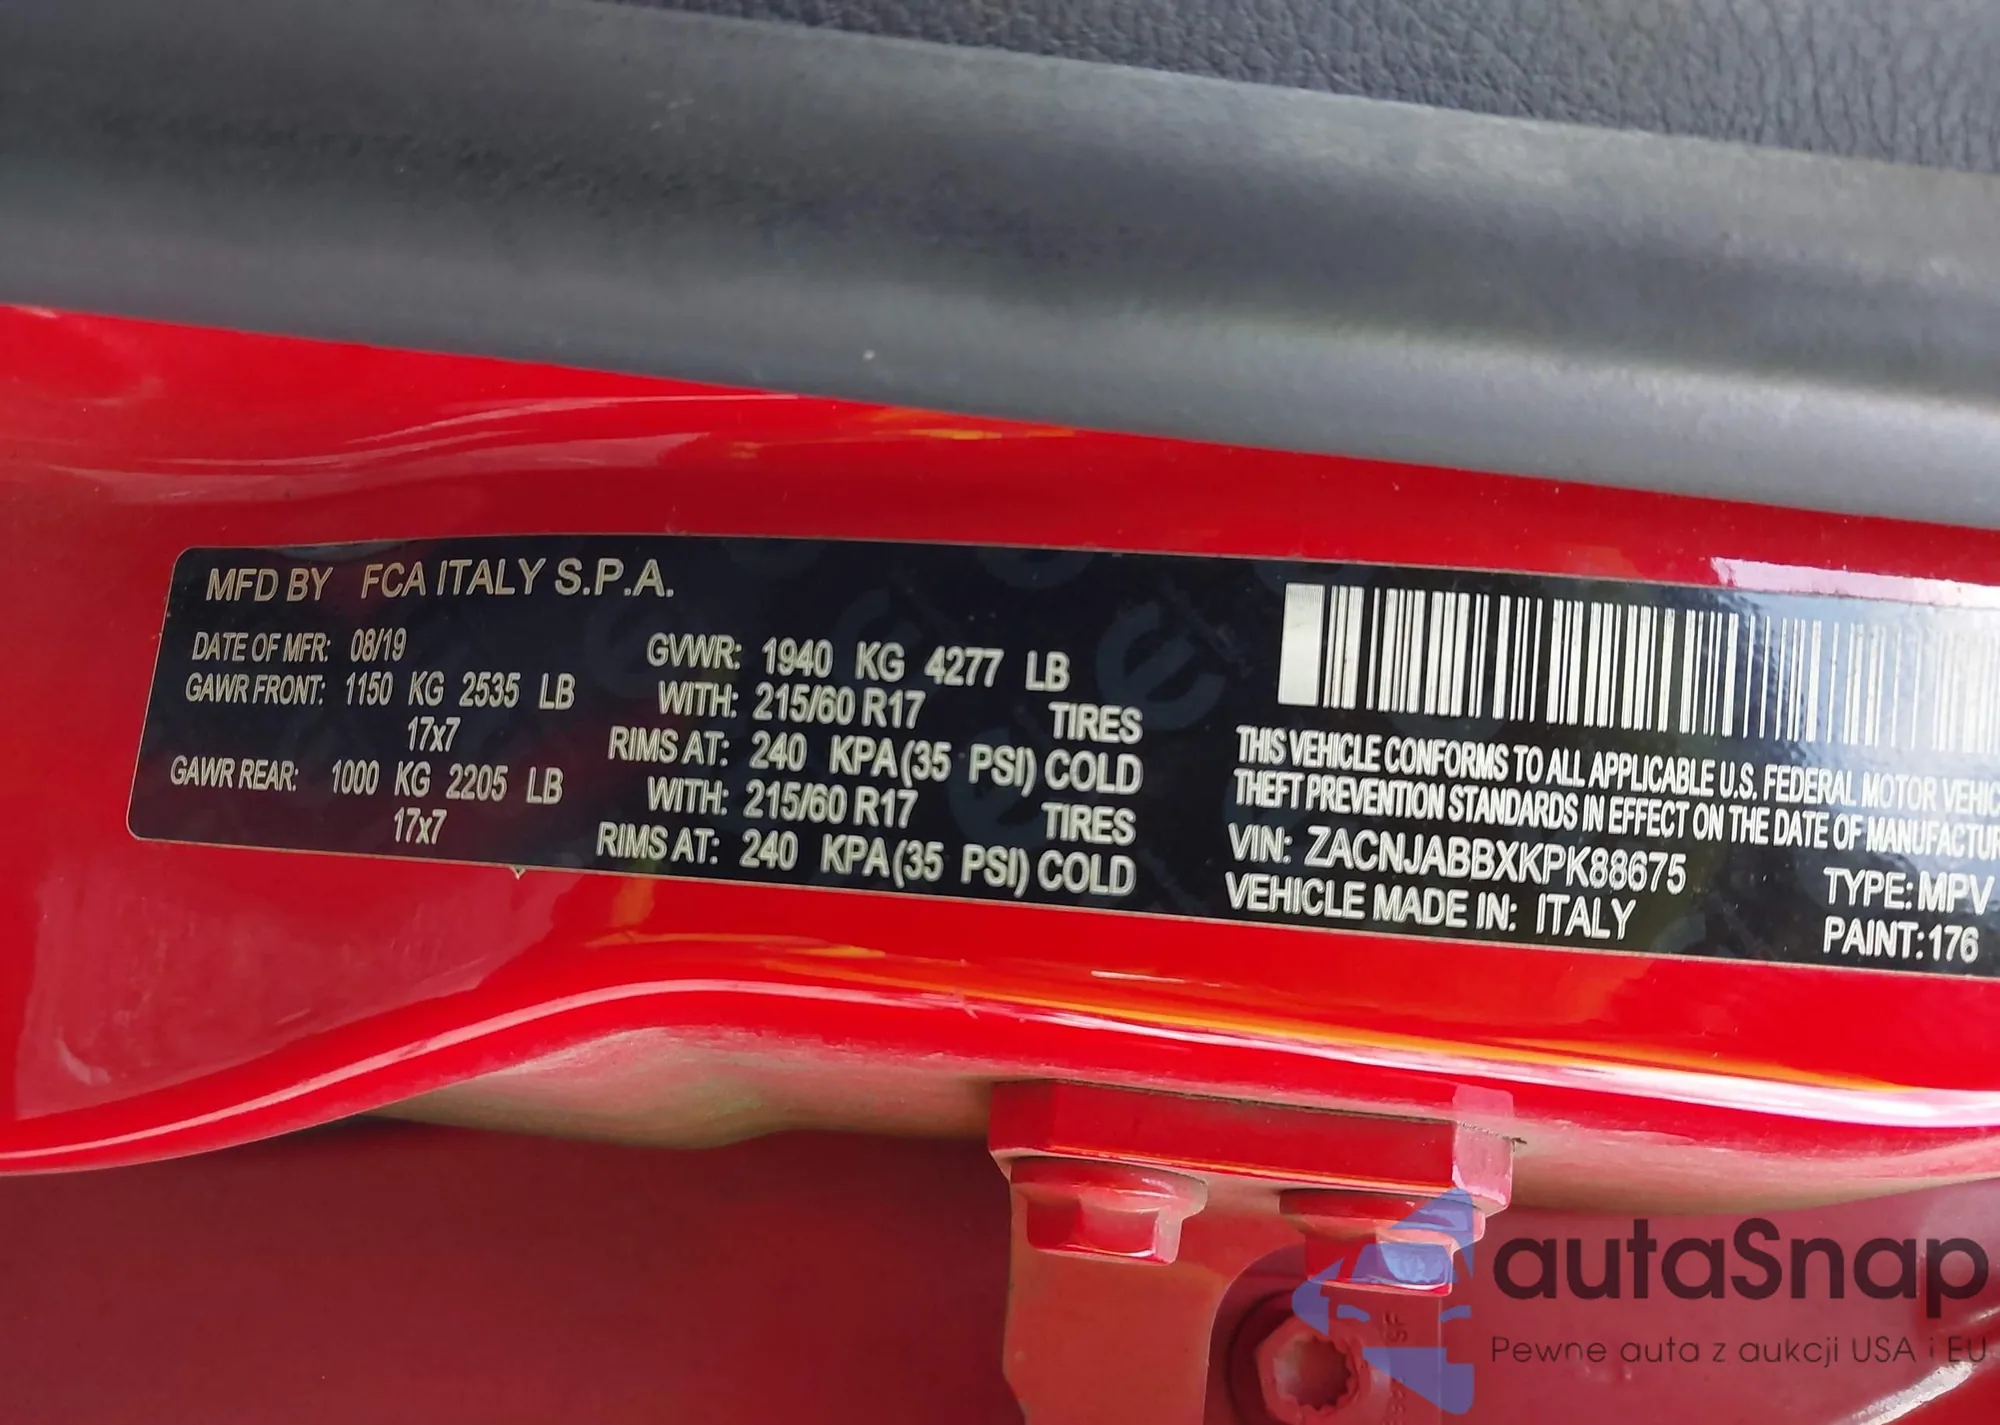 MFD BY FCA ITALY S.P.A.
DATE OF MFR: 08/19
GAWR FRONT: 1150 KG 2535 LB
17x7
GAWR REAR: 1000 KG 2205 LB
17x7
GVWR: 1940 KG 4277 LB
WITH: 215/60 R17 TIRES
RIMS AT: 240 KPA(35 PSI) COLD
WITH: 215/60 R17 TIRES
RIMS AT: 240 KPA(35 PSI) COLD
THIS VEHICLE CONFORMS TO ALL APPLICABLE U.S. FEDERAL MOTOR VEHIC
THEFT PREVENTION STANDARDS IN EFFECT ON THE DATE OF MANUFACTUR
VIN: ZACNJABBXKPK88675
TYPE: MPV
VEHICLE MADE IN: ITALY
PAINT: 176
autaSnap
Pewne auta z aukcji USA i EU